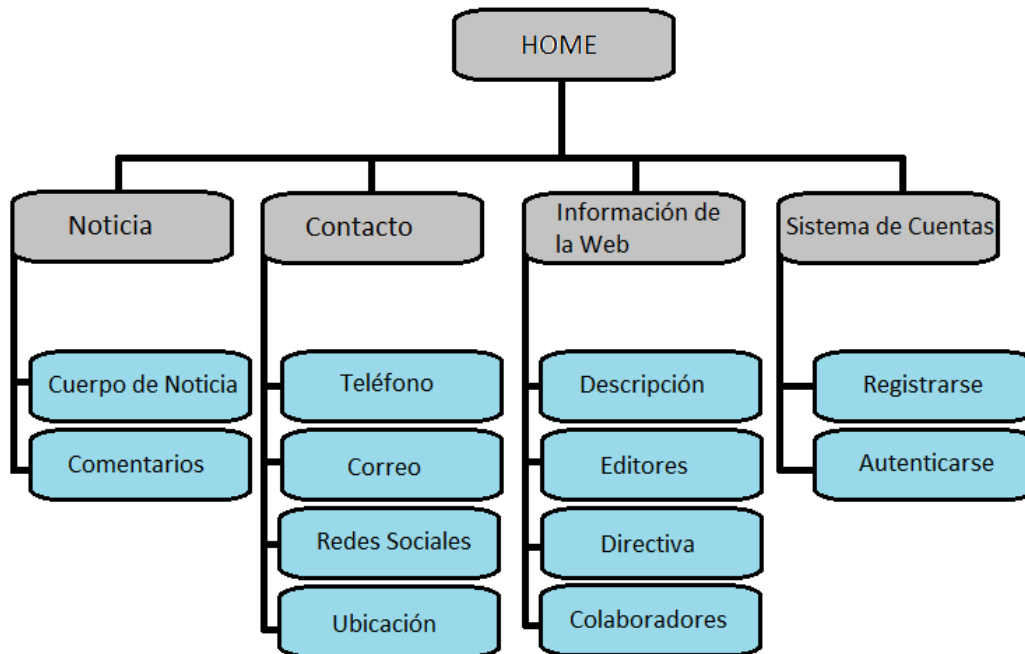 HOME
Noticia
Contacto
Información de
la Web
Sistema de Cuentas
Cuerpo de Noticia
Comentarios
Teléfono
Correo
Redes Sociales
Ubicación
Descripción
Editores
Directiva
Colaboradores
Registrarse
Autenticarse